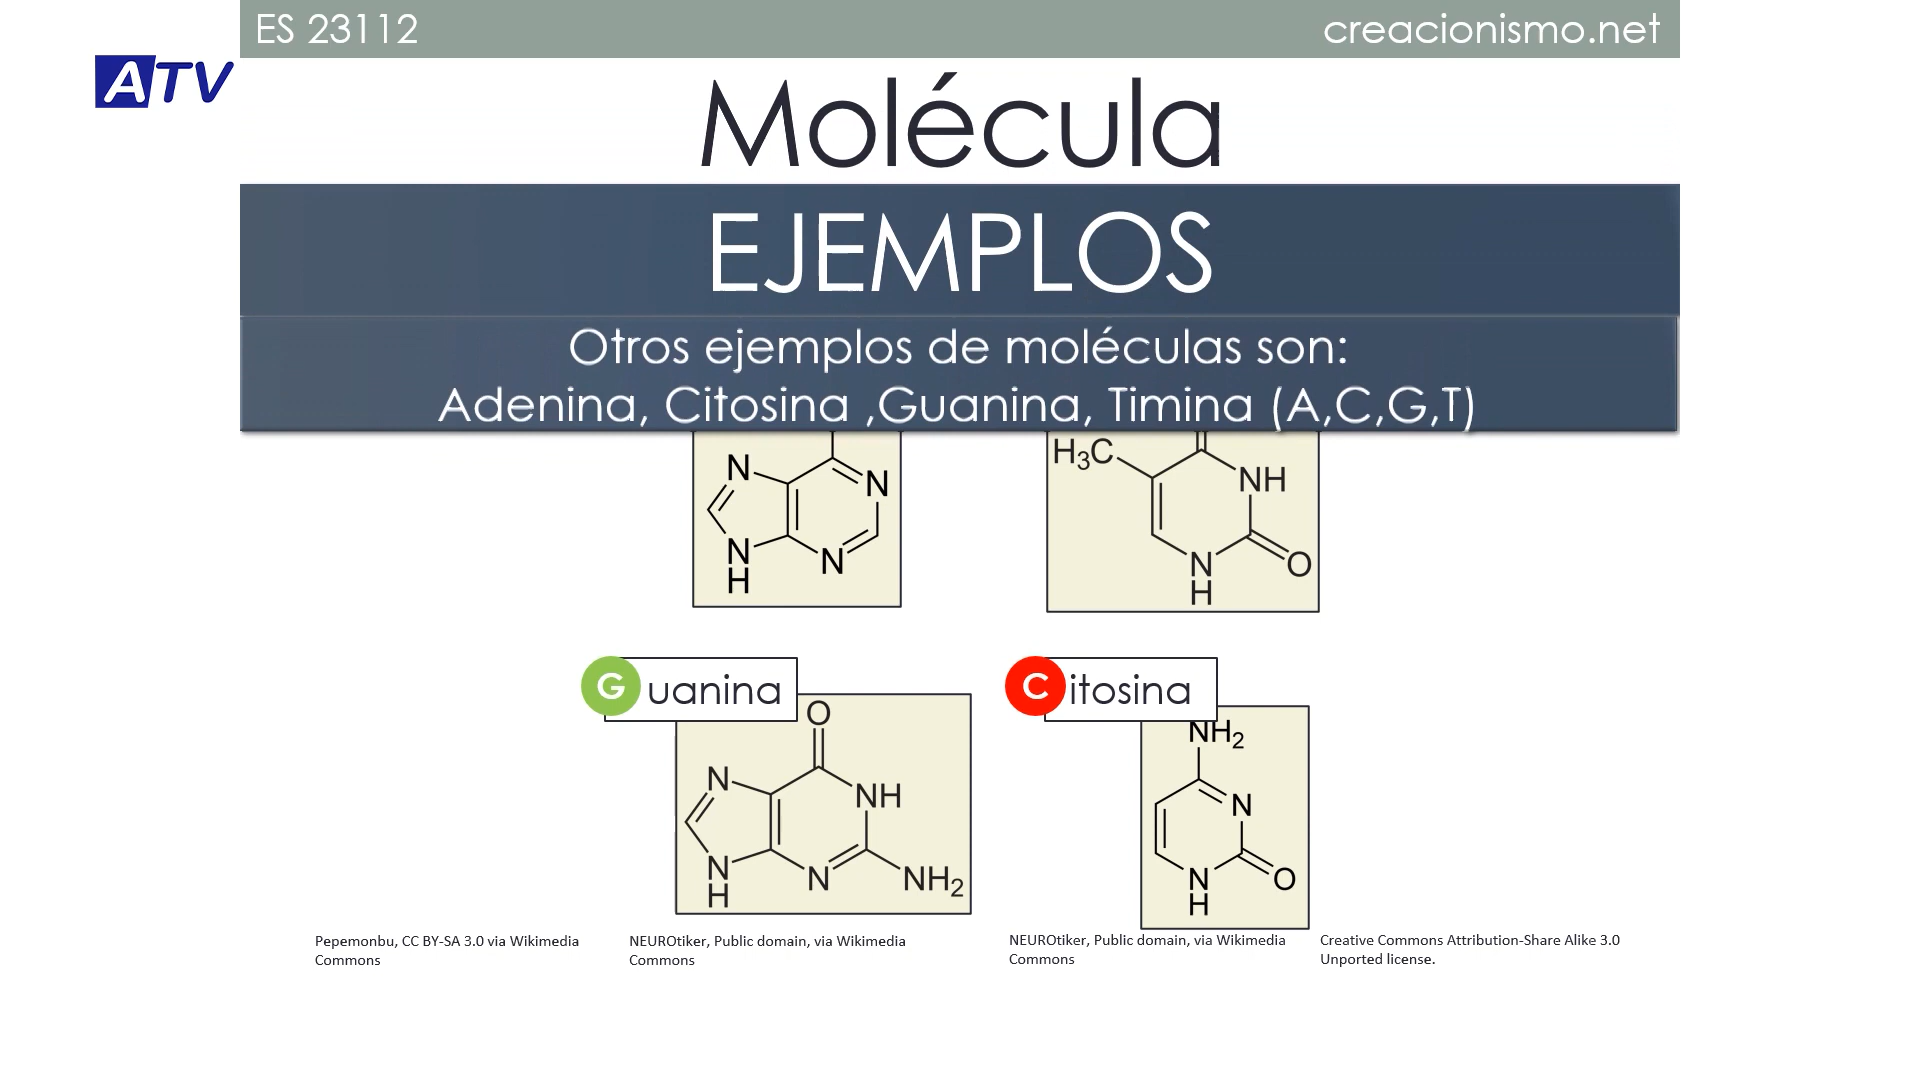 ES 23112
creacionismo.net
ATV
Molécula
EJEMPLOS
Otros ejemplos de moléculas son:
Adenina, Citosina ,Guanina, Timina (A,C,G,T)
N
N
N
H
N
H3C
NH
N
H
O
Guanina
O
N
NH
N
H
N
NH2
Citosina
NH2
N
N
H
O
Pepemonbu, CC BY-SA 3.0 via Wikimedia
Commons
NEUROtiker, Public domain, via Wikimedia
Commons
NEUROtiker, Public domain, via Wikimedia
Commons
Creative Commons Attribution-Share Alike 3.0
Unported license.